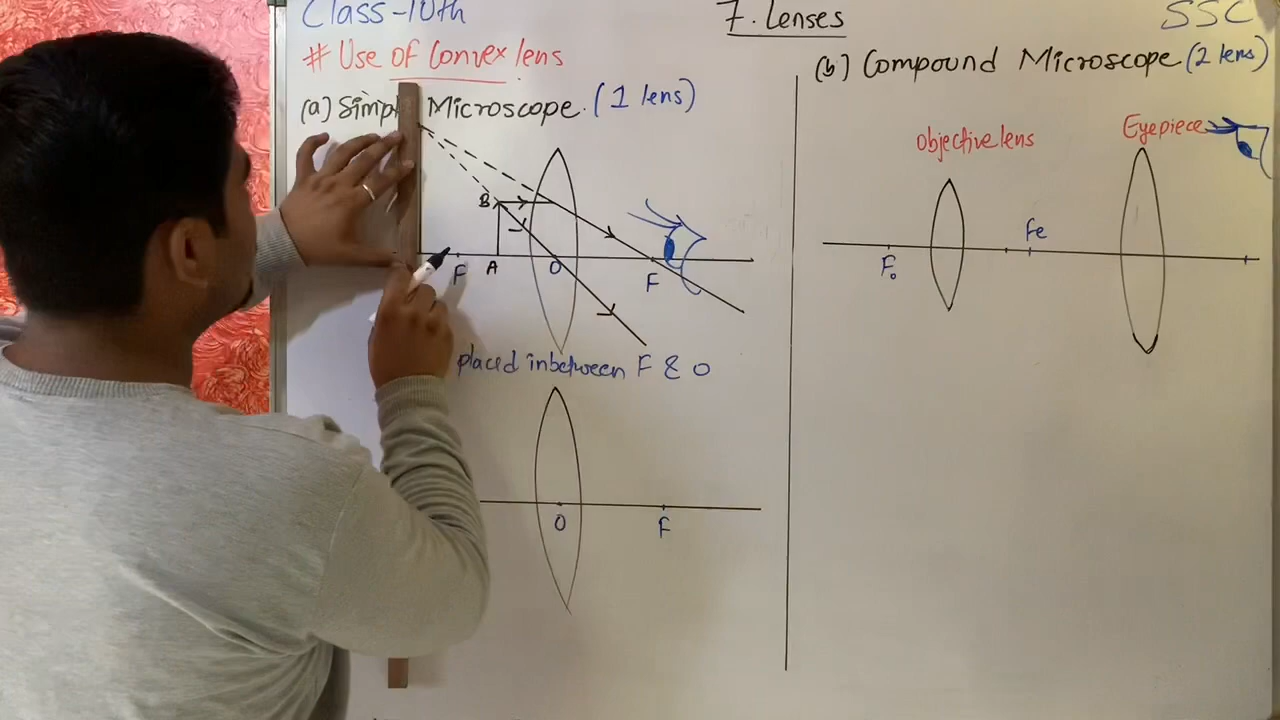 Class-10th
7. Lenses
SSC
# Use of Convex lens
(a) Simp Microscope. (1 lens)
B
F A O F
placed inbetween F & O
O F
(b) Compound Microscope (2 lens)
Objective lens
Eyepiece
Fe
Fo